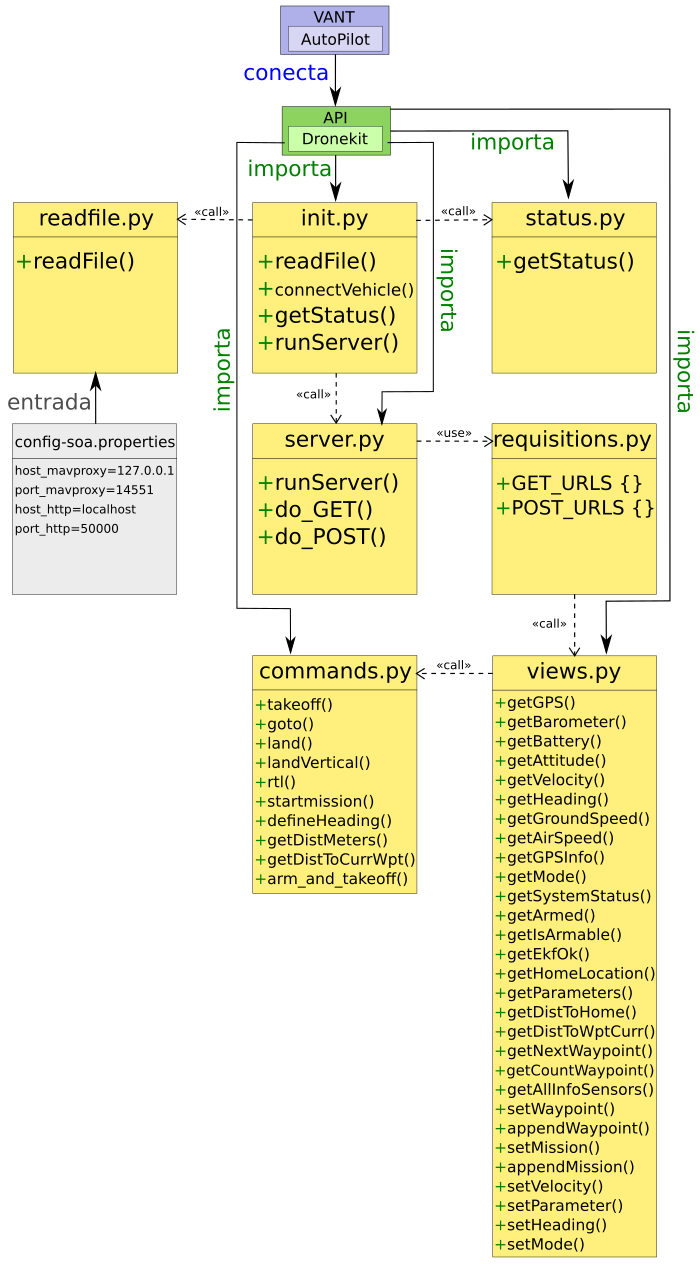 VANT
AutoPilot
conecta
API
Dronekit
importa
importa
readfile.py
+readFile()
«call»
init.py
+readFile()
+connectVehicle()
+getStatus()
+runServer()
«call»
status.py
+getStatus()
importa
importa
importa
entrada
config-soa.properties
host_mavproxy=127.0.0.1
port_mavproxy=14551
host_http=localhost
port_http=50000
«call»
server.py
+runServer()
+do_GET()
+do_POST()
«use»
requisitions.py
+GET_URLS {}
+POST_URLS {}
«call»
commands.py
+takeoff()
+goto()
+land()
+landVertical()
+rtl()
+startmission()
+defineHeading()
+getDistMeters()
+getDistToCurrWpt()
+arm_and_takeoff()
«call»
views.py
+getGPS()
+getBarometer()
+getBattery()
+getAttitude()
+getVelocity()
+getHeading()
+getGroundSpeed()
+getAirSpeed()
+getGPSInfo()
+getMode()
+getSystemStatus()
+getArmed()
+getIsArmable()
+getEkfOk()
+getHomeLocation()
+getParameters()
+getDistToHome()
+getDistToWptCurr()
+getNextWaypoint()
+getCountWaypoint()
+getAllInfoSensors()
+setWaypoint()
+appendWaypoint()
+setMission()
+appendMission()
+setVelocity()
+setParameter()
+setHeading()
+setMode()